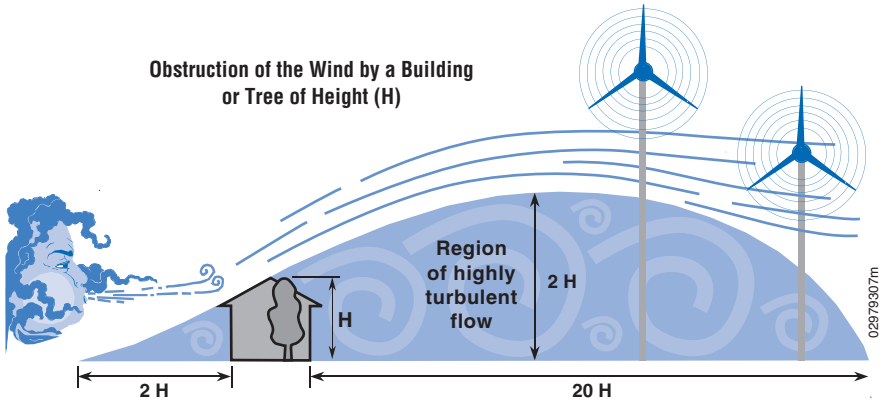 Obstruction of the Wind by a Building
or Tree of Height (H)
Region
of highly
turbulent
flow
2 H
H
2 H
20 H
02979307m